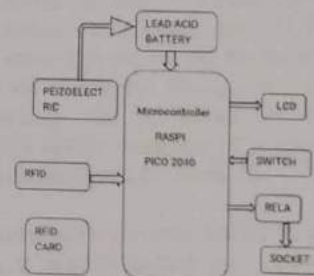 LEAD ACID
BATTERY
PEIZOELECT
RIC
Microcontroller
RASPI
PICO 2040
LCD
RFID
SWITCH
RELA
RFID
CARD
SOCKET